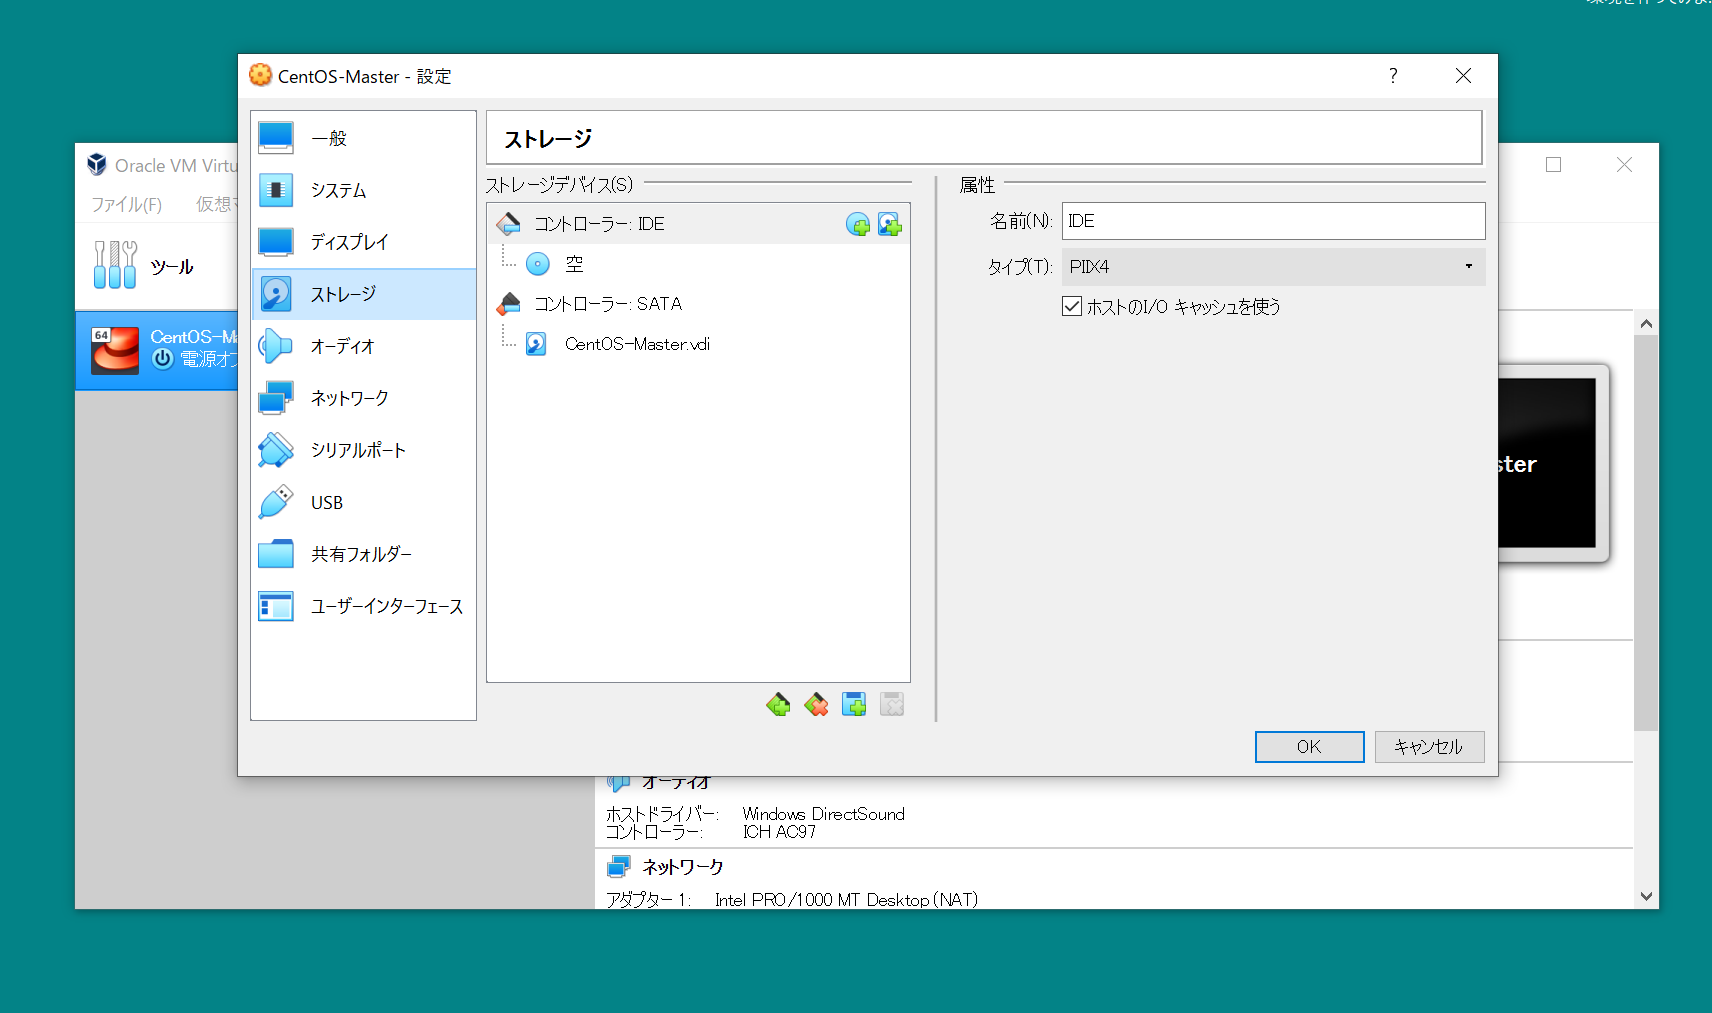 CentOS-Master - 設定
?
Oracle VM Virtu
ファイル(F)
仮想
ツール
64
CentOS-M
電源オフ
一般
システム
ディスプレイ
ストレージ
オーディオ
ネットワーク
シリアルポート
USB
共有フォルダー
ユーザーインターフェース
ストレージ
ストレージデバイス(S)
コントローラー: IDE
空
コントローラー: SATA
CentOS-Master.vdi
属性
名前(N): IDE
タイプ(T): PIIX4
ホストのI/O キャッシュを使う
OK
キャンセル
ster
オーディオ
ホストドライバー: Windows DirectSound
コントローラー: ICH AC97
ネットワーク
アダプター 1: Intel PRO/1000 MT Desktop (NAT)